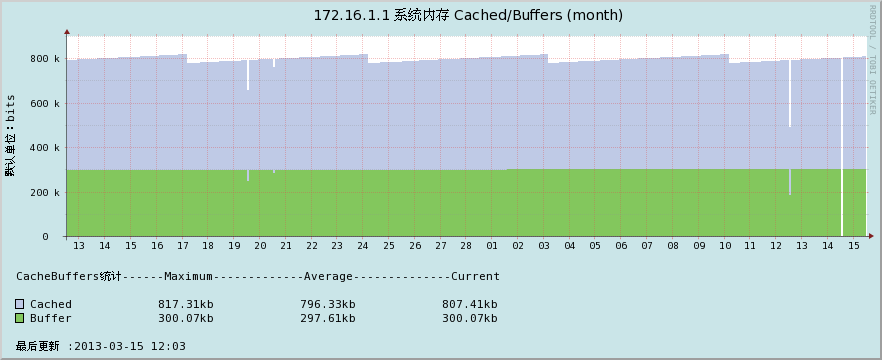 172.16.1.1 系统内存 Cached/Buffers (month)
RRDTOOL / TOBI OETIKER
默认单位：bits
800 k
600 k
400 k
200 k
0
13 14 15 16 17 18 19 20 21 22 23 24 25 26 27 28 01 02 03 04 05 06 07 08 09 10 11 12 13 14 15
CacheBuffers统计------Maximum-------------Average--------------Current
Cached 817.31kb 796.33kb 807.41kb
Buffer 300.07kb 297.61kb 300.07kb
最后更新 :2013-03-15 12:03